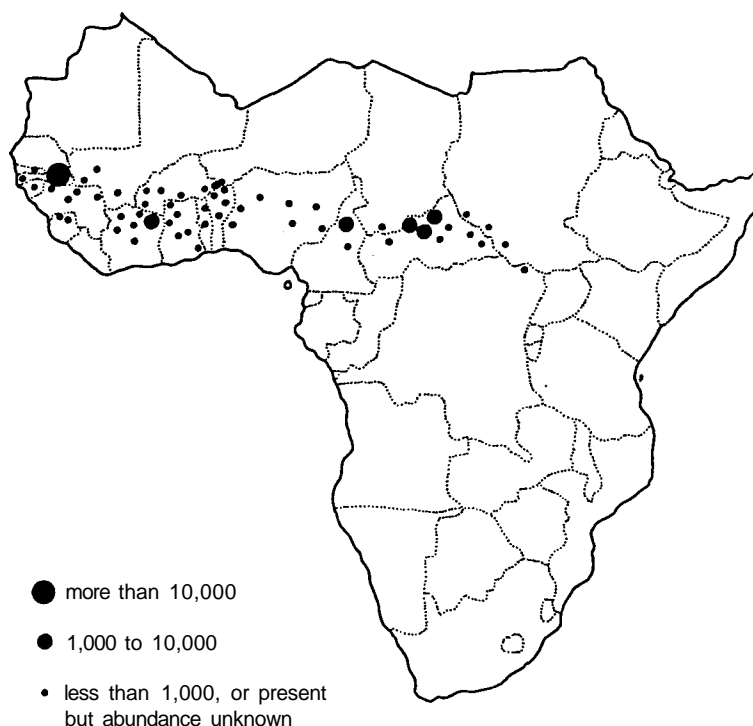 more than 10,000
1,000 to 10,000
less than 1,000, or present
but abundance unknown